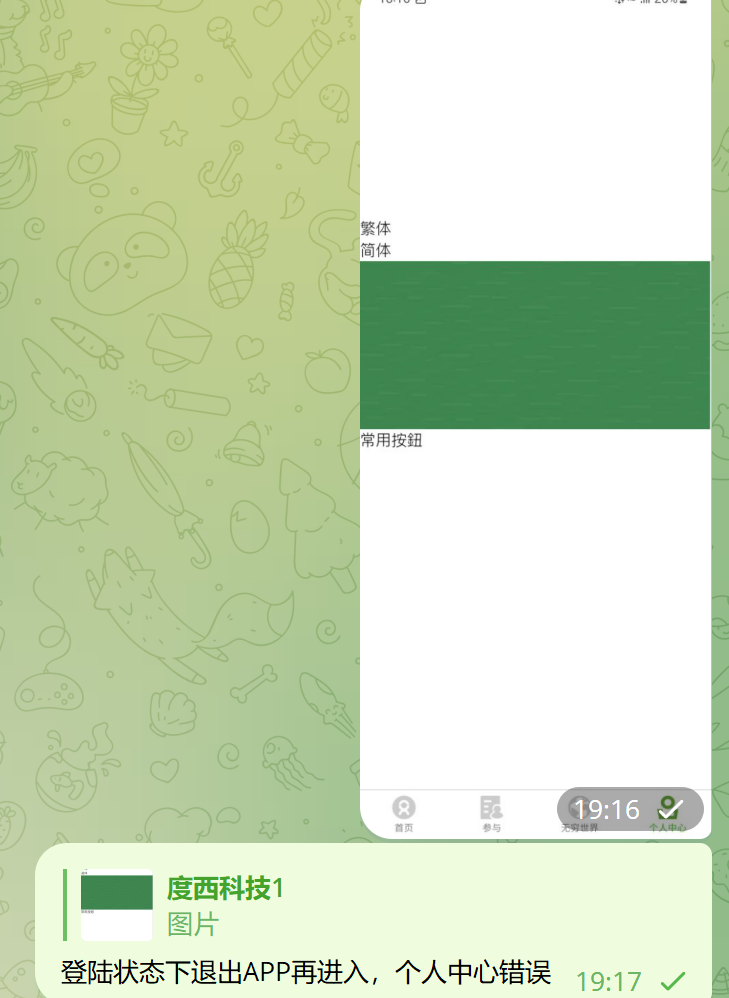 繁体
简体
常用按鈕
首页
参与
无穷世界
个人中心
19:16
度西科技1
图片
登陆状态下退出APP再进入，个人中心错误
19:17